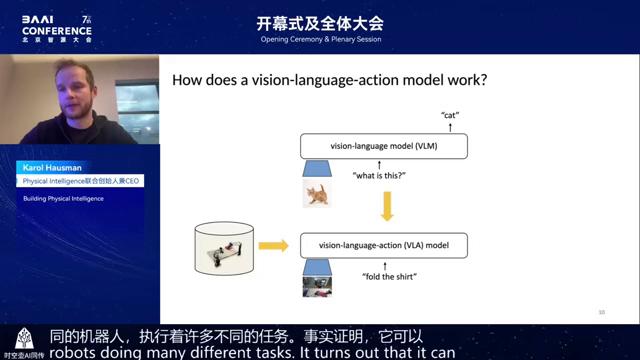 BAAI
CONFERENCE
7th
北京智源大会
开幕式及全体大会
Opening Ceremony & Plenary Session
How does a vision-language-action model work?
"cat"
vision-language model (VLM)
"what is this?"
vision-language-action (VLA) model
"fold the shirt"
10
Karol Hausman
Physical Intelligence联合创始人兼CEO
Building Physical Intelligence
时空壶AI同传
同的机器人，执行着许多不同的任务。事实证明，它可以
robots doing many different tasks. It turns out that it can